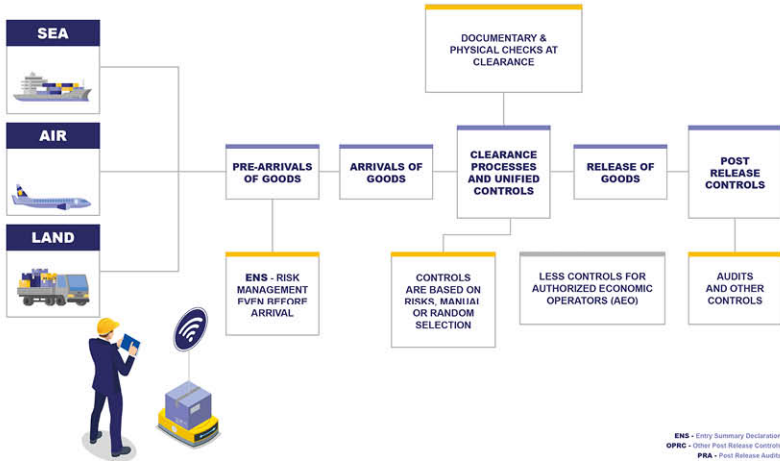 SEA
AIR
LAND
DOCUMENTARY &
PHYSICAL CHECKS AT
CLEARANCE
PRE-ARRIVALS
OF GOODS
ARRIVALS OF
GOODS
CLEARANCE
PROCESSES
AND UNIFIED
CONTROLS
RELEASE OF
GOODS
POST
RELEASE
CONTROLS
ENS - RISK
MANAGEMENT
EVEN BEFORE
ARRIVAL
CONTROLS
ARE BASED ON
RISKS, MANUAL
OR RANDOM
SELECTION
LESS CONTROLS FOR
AUTHORIZED ECONOMIC
OPERATORS (AEO)
AUDITS
AND OTHER
CONTROLS
ENS - Entry Summary Declaration
OPRC - Other Post Release Controls
PRA - Post Release Audits